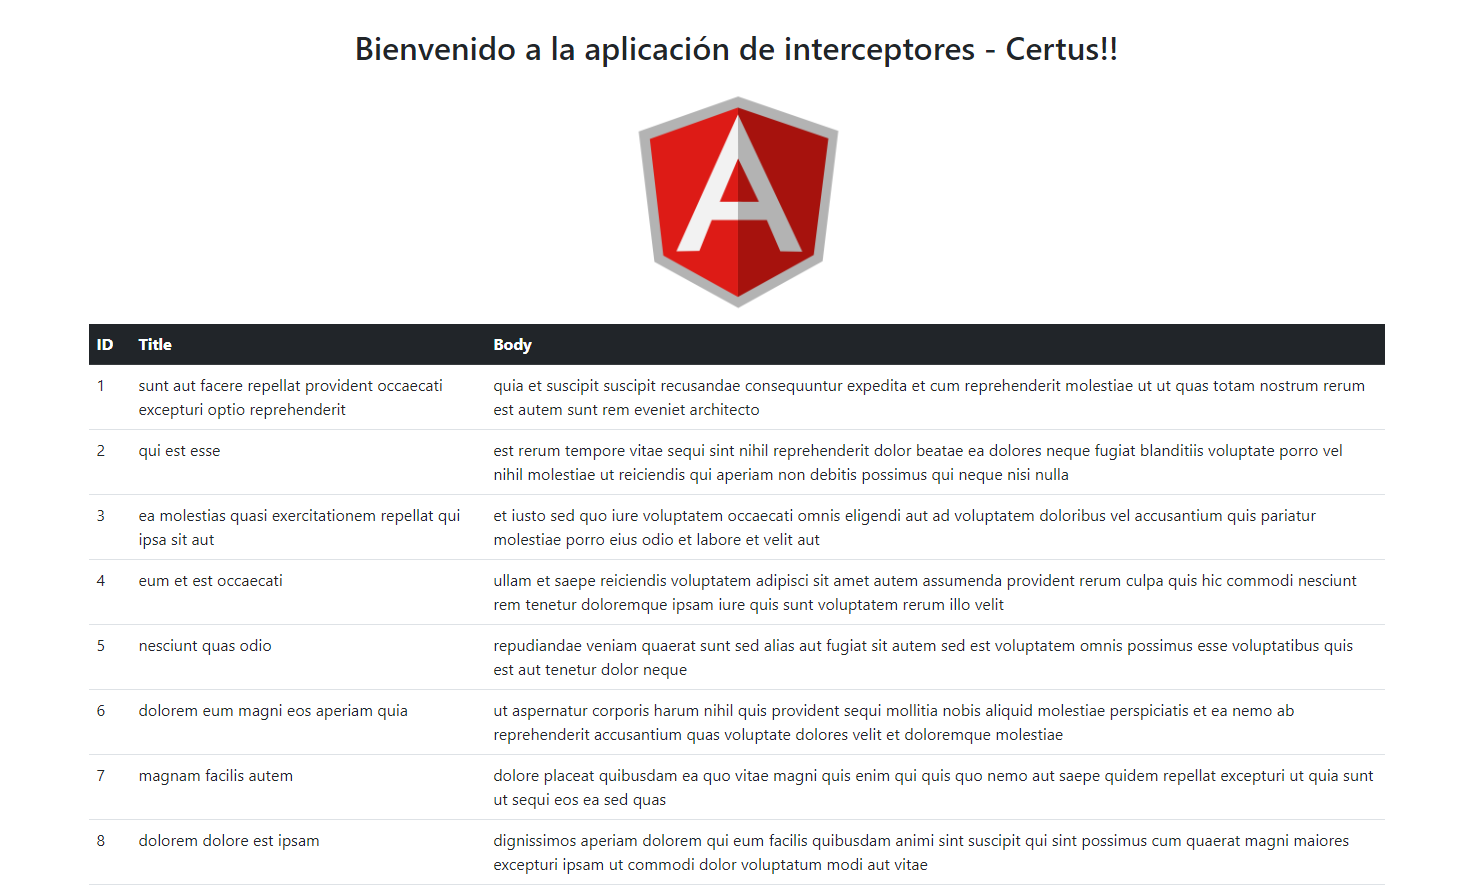 Bienvenido a la aplicación de interceptores - Certus!!
ID Title Body
1 sunt aut facere repellat provident occaecati quia et suscipit suscipit recusandae consequuntur expedita et cum reprehenderit molestiae ut ut quas totam nostrum rerum
excepturi optio reprehenderit est autem sunt rem eveniet architecto
2 qui est esse est rerum tempore vitae sequi sint nihil reprehenderit dolor beatae ea dolores neque fugiat blanditiis voluptate porro vel
nihil molestiae ut reiciendis qui aperiam non debitis possimus qui neque nisi nulla
3 ea molestias quasi exercitationem repellat qui et iusto sed quo iure voluptatem occaecati omnis eligendi aut ad voluptatem doloribus vel accusantium quis pariatur
ipsa sit aut molestiae porro eius odio et labore et velit aut
4 eum et est occaecati ullam et saepe reiciendis voluptatem adipisci sit amet autem assumenda provident rerum culpa quis hic commodi nesciunt
rem tenetur doloremque ipsam iure quis sunt voluptatem rerum illo velit
5 nesciunt quas odio repudiandae veniam quaerat sunt sed alias aut fugiat sit autem sed est voluptatem omnis possimus esse voluptatibus quis
est aut tenetur dolor neque
6 dolorem eum magni eos aperiam quia ut aspernatur corporis harum nihil quis provident sequi mollitia nobis aliquid molestiae perspiciatis et ea nemo ab
reprehenderit accusantium quas voluptate dolores velit et doloremque molestiae
7 magnam facilis autem dolore placeat quibusdam ea quo vitae magni quis enim qui quis quo nemo aut saepe quidem repellat excepturi ut quia sunt
ut sequi eos ea sed quas
8 dolorem dolore est ipsam dignissimos aperiam dolorem qui eum facilis quibusdam animi sint suscipit qui sint possimus cum quaerat magni maiores
excepturi ipsam ut commodi dolor voluptatum modi aut vitae